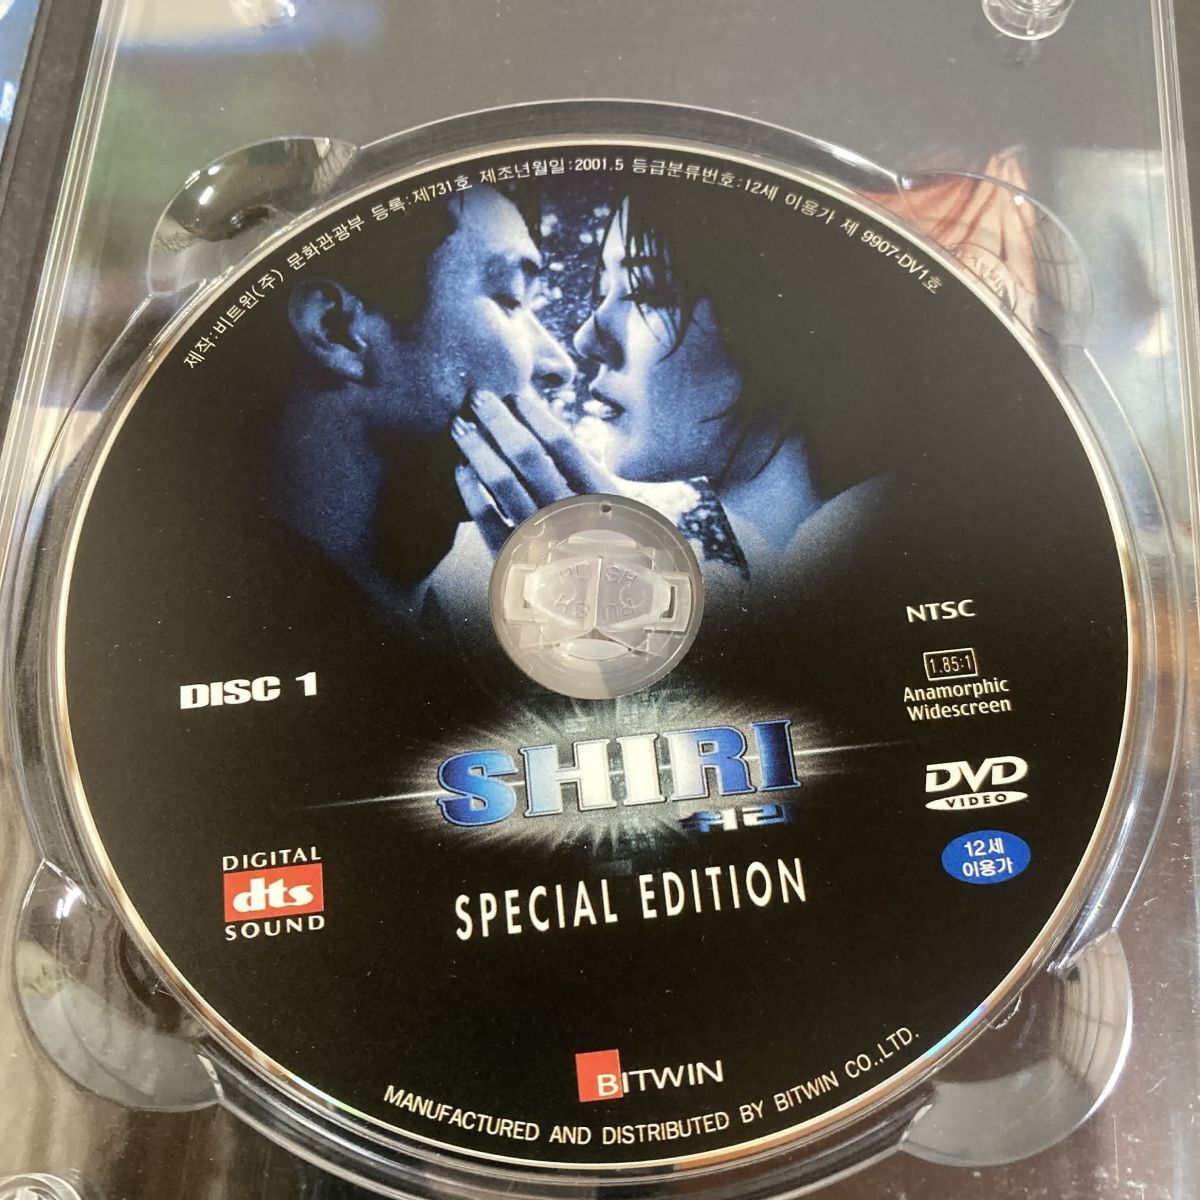 제작:비트윈(주) 문화관광부 등록:제731호 제조년월일:2001.5 등급분류번호:12세 이용가 제 9907-DV1호
PUSH
PUSH
NTSC
1.85:1
Anamorphic
Widescreen
DISC 1
SHIRI
쉬리
DVD
VIDEO
12세
이용가
DIGITAL
dts
SOUND
SPECIAL EDITION
BITWIN
MANUFACTURED AND DISTRIBUTED BY BITWIN CO.,LTD.